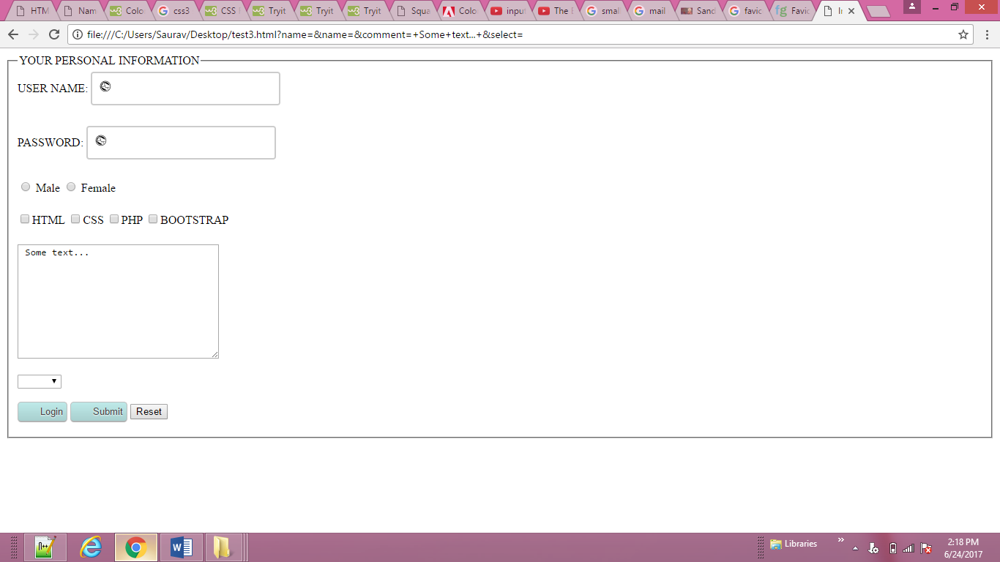 HTM
Nam
Colo
css3
CSS f
Tryit
Tryit
Tryit
Squa
Colo
inpu
The E
smal
mail
Sand
favic
Favic
In
file:///C:/Users/Saurav/Desktop/test3.html?name=&name=&comment=+Some+text...+&select=
YOUR PERSONAL INFORMATION
USER NAME:
PASSWORD:
Male Female
HTML CSS PHP BOOTSTRAP
Some text...
Login Submit Reset
Libraries
2:18 PM
6/24/2017